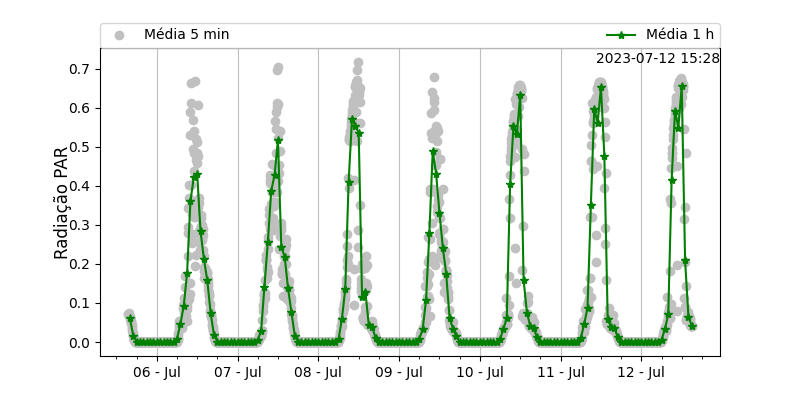 Média 5 min
Média 1 h
2023-07-12 15:28
Radiação PAR
0.7
0.6
0.5
0.4
0.3
0.2
0.1
0.0
06 - Jul
07 - Jul
08 - Jul
09 - Jul
10 - Jul
11 - Jul
12 - Jul